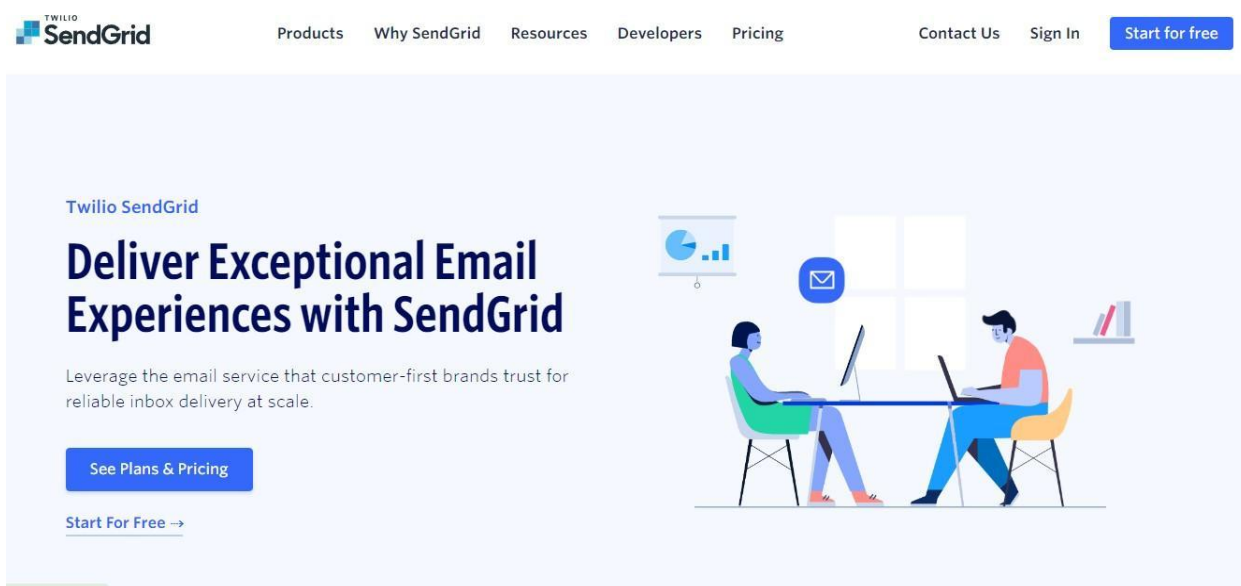 TWILIO
SendGrid
Products Why SendGrid Resources Developers Pricing Contact Us Sign In Start for free
Twilio SendGrid
Deliver Exceptional Email
Experiences with SendGrid
Leverage the email service that customer-first brands trust for
reliable inbox delivery at scale.
See Plans & Pricing
Start For Free →